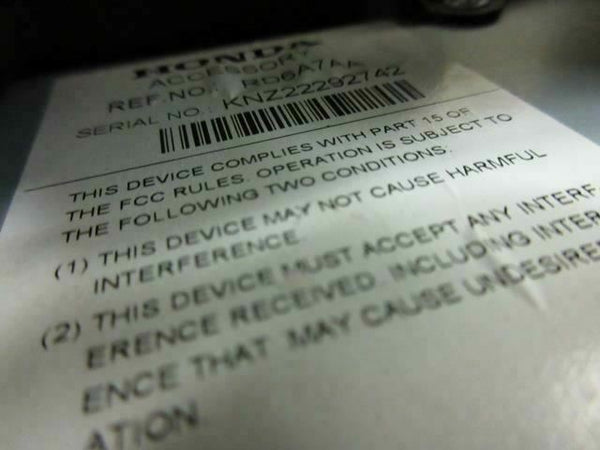 HONDA
ACCESSORY
REF NO. R06A7AA
SERIAL NO. KNZ22292742
THIS DEVICE COMPLIES WITH PART 15 OF
THE FCC RULES. OPERATION IS SUBJECT TO
THE FOLLOWING TWO CONDITIONS.
(1) THIS DEVICE MAY NOT CAUSE HARMFUL
INTERFERENCE
(2) THIS DEVICE MUST ACCEPT ANY INTERF
ERENCE RECEIVED INCLUDING INTER
ENCE THAT MAY CAUSE UNDESIRE
ATION